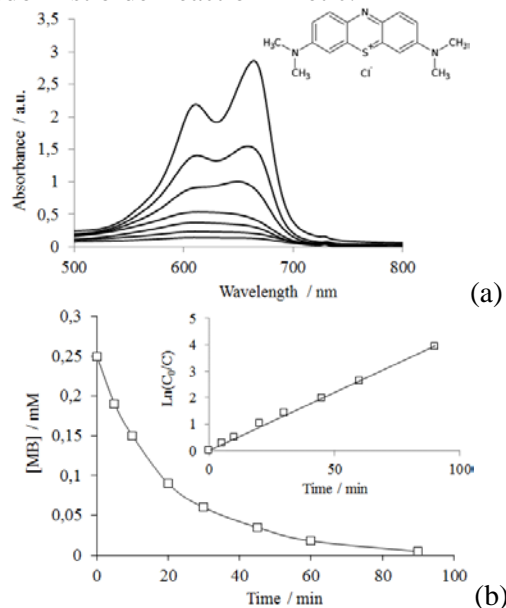 3,5
3
2,5
2
1,5
1
0,5
0
Absorbance / a.u.
500 600 700 800
Wavelength / nm
N
H₃C
N
S⁺
N
CH₃
CH₃
Cl⁻
CH₃
(a)
0,3
0,25
0,2
0,15
0,1
0,05
0
[MB] / mM
0 20 40 60 80 100
Time / min
5
4
3
2
1
0
Ln(C₀/C)
0 50 100
Time / min
(b)